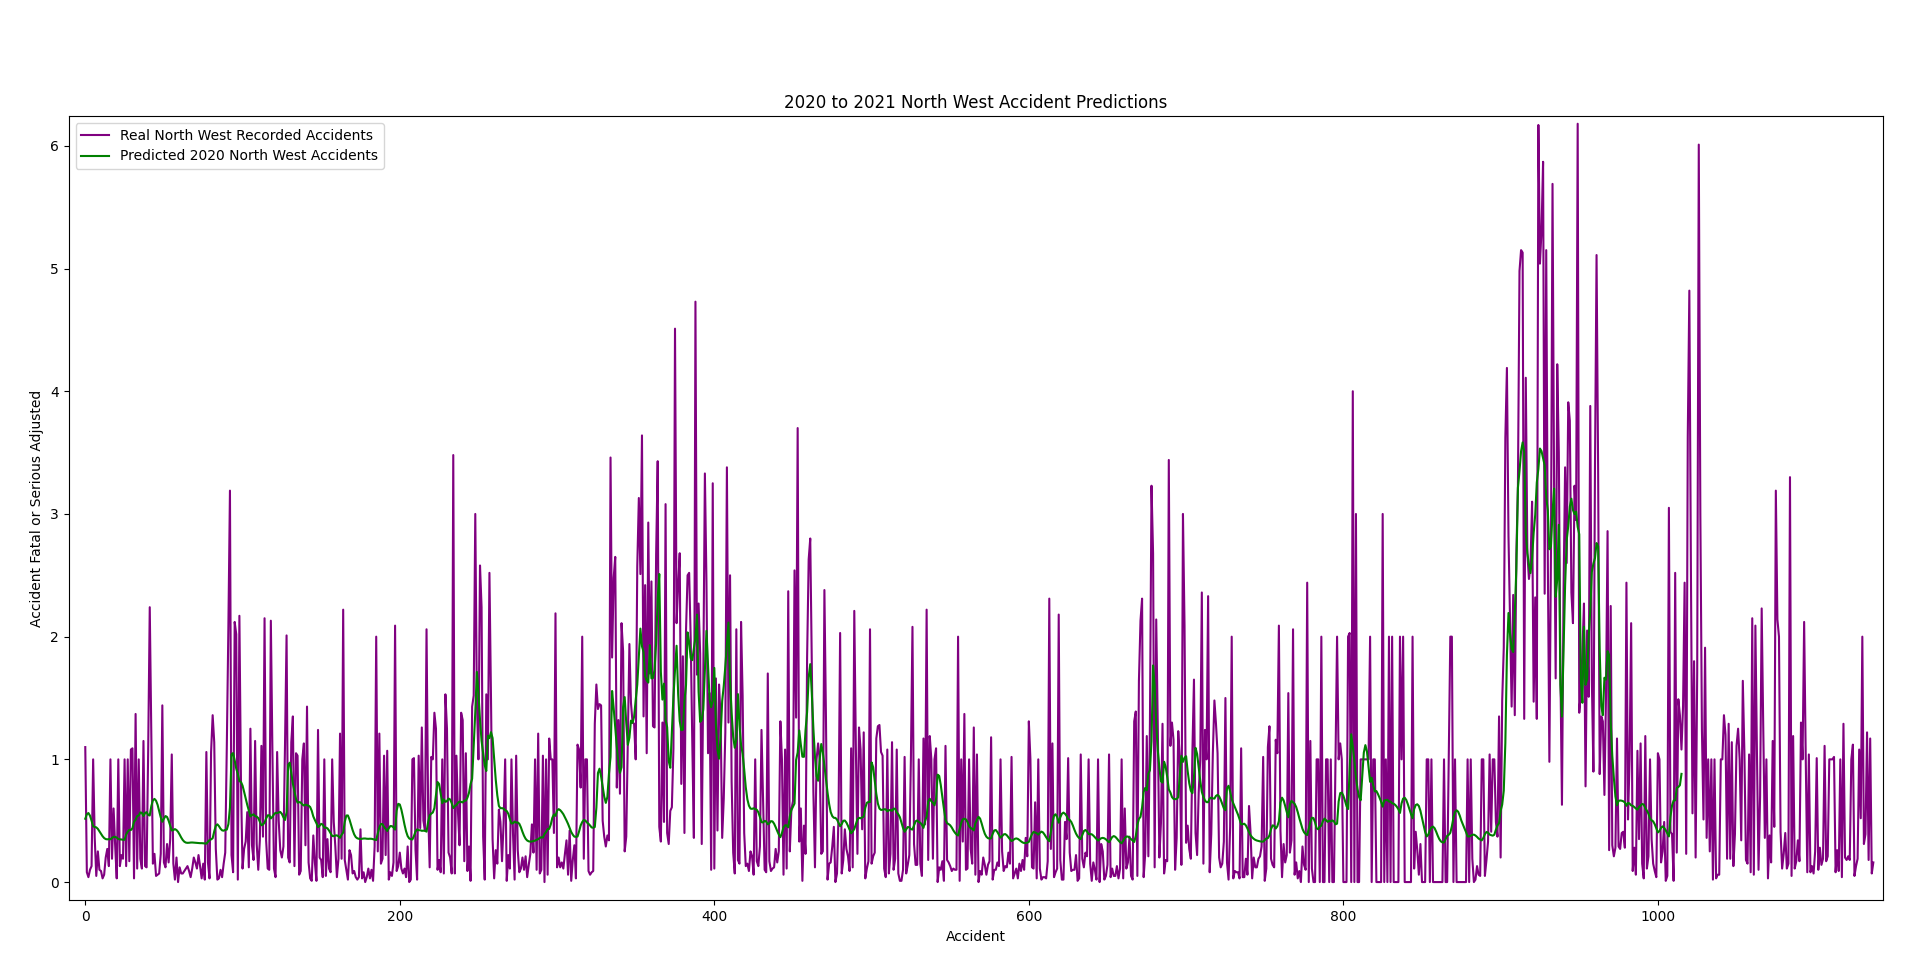 2020 to 2021 North West Accident Predictions
Real North West Recorded Accidents
Predicted 2020 North West Accidents
Accident Fatal or Serious Adjusted
6
5
4
3
2
1
0
0 200 400 600 800 1000
Accident